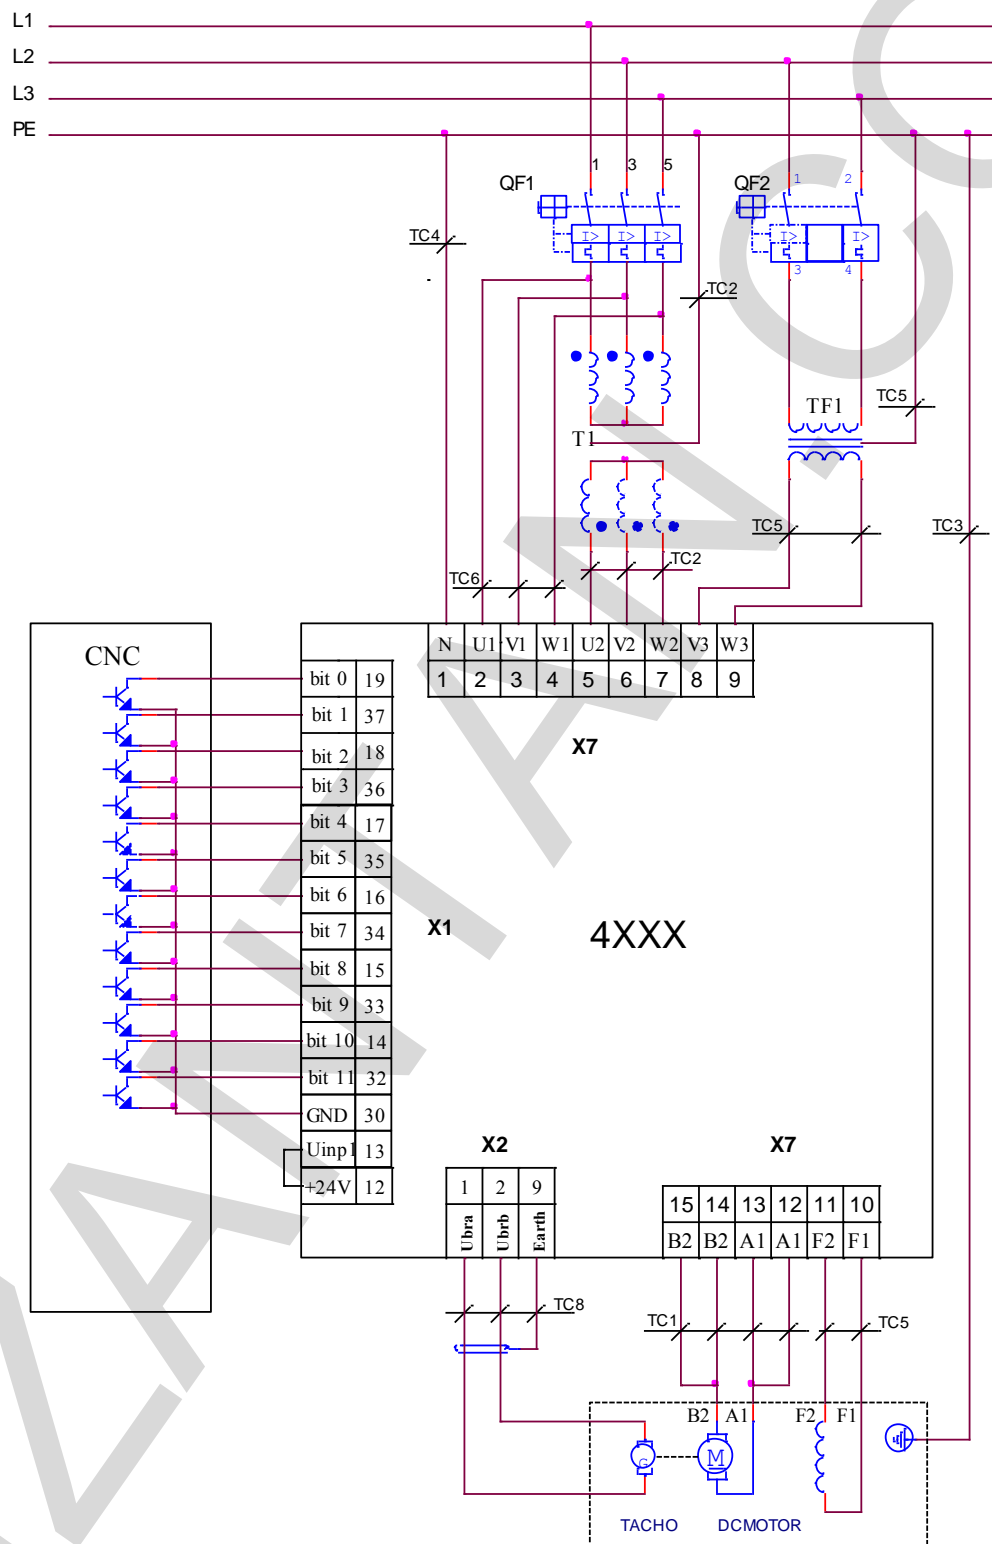 L1
L2
L3
PE
1 3 5
QF1
QF2
1 2
TC4
I> I> I>
I> I>
3 4
TC2
TF1
TC5
T1
TC5
TC3
TC2
TC6
CNC
N U1 V1 W1 U2 V2 W2 V3 W3
1 2 3 4 5 6 7 8 9
X7
bit 0 19
bit 1 37
bit 2 18
bit 3 36
bit 4 17
bit 5 35
bit 6 16
bit 7 34
bit 8 15
bit 9 33
bit 10 14
bit 11 32
GND 30
Uinp1 13
+24V 12
X1
4XXX
X2
X7
1 2 9
Ubra Ubrb Earth
15 14 13 12 11 10
B2 B2 A1 A1 F2 F1
TC8
TC1
TC5
B2 A1 F2 F1
G
M
TACHO DCMOTOR
ZANTAN.CO